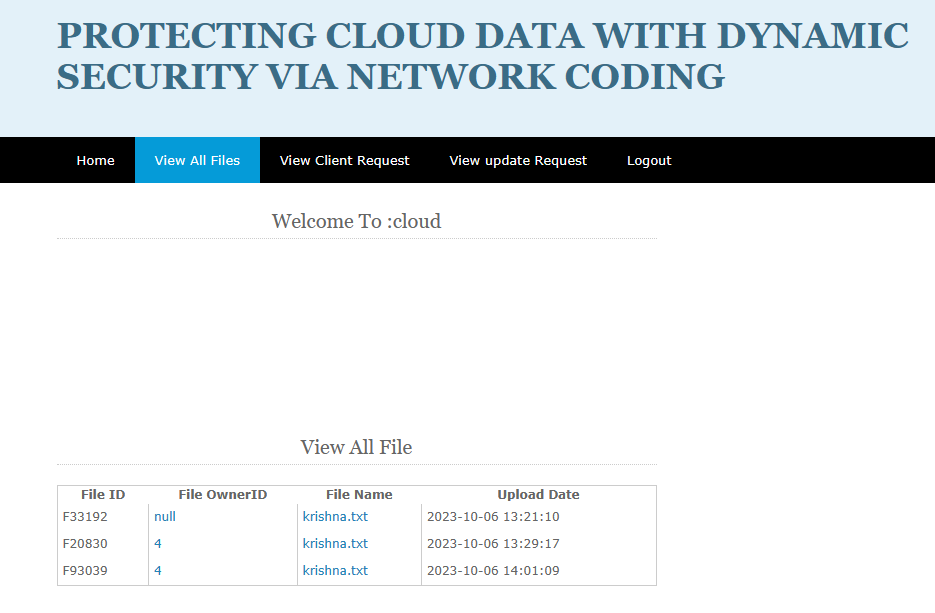 PROTECTING CLOUD DATA WITH DYNAMIC
SECURITY VIA NETWORK CODING
Home View All Files View Client Request View update Request Logout
Welcome To :cloud
View All File
File ID File OwnerID File Name Upload Date
F33192 null krishna.txt 2023-10-06 13:21:10
F20830 4 krishna.txt 2023-10-06 13:29:17
F93039 4 krishna.txt 2023-10-06 14:01:09